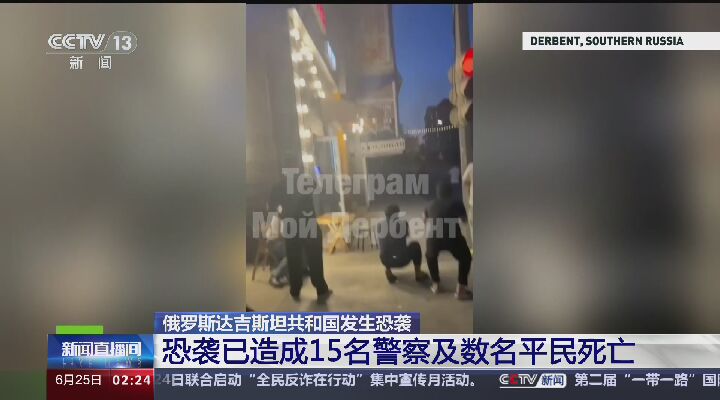 CCTV 13
新闻
DERBENT, SOUTHERN RUSSIA
Телеграм
Мой Дербент
俄罗斯达吉斯坦共和国发生恐袭
新闻直播间
恐袭已造成15名警察及数名平民死亡
6月25日 02:24 24日联合启动“全民反诈在行动”集中宣传月活动。 CCTV 新闻 第二届“一带一路”国